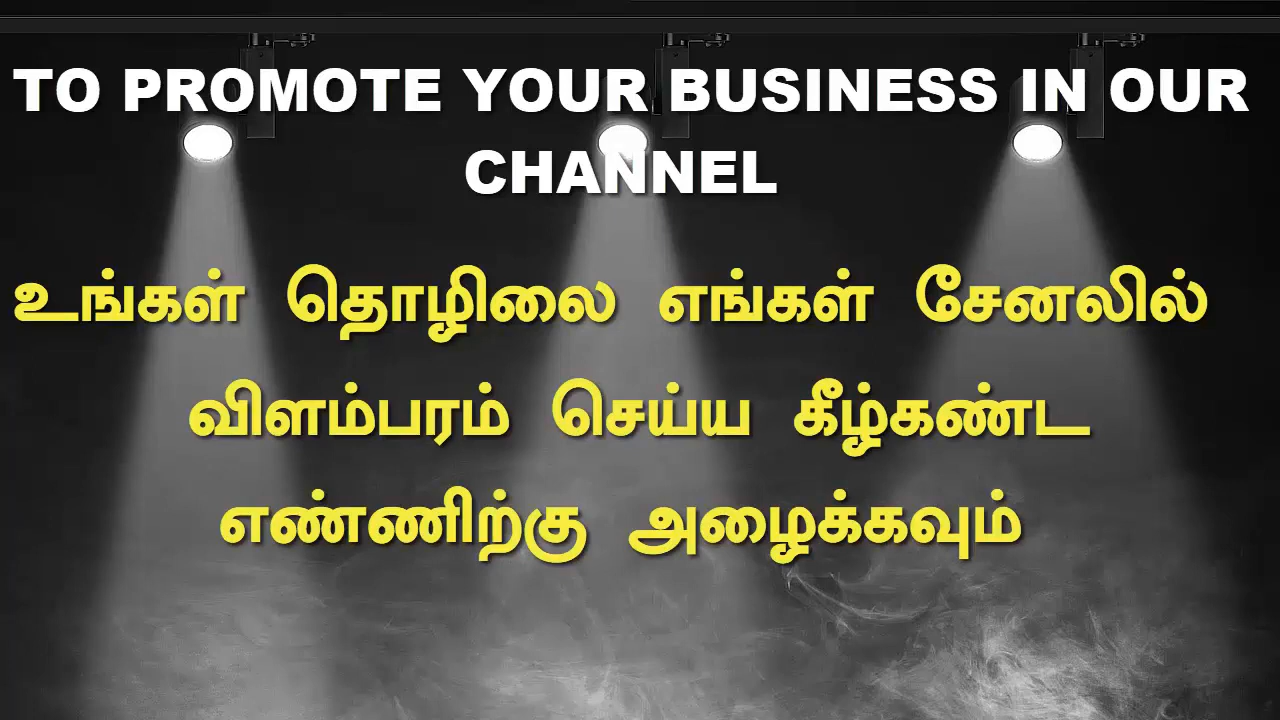 TO PROMOTE YOUR BUSINESS IN OUR
CHANNEL
உங்கள் தொழிலை எங்கள் சேனலில்
விளம்பரம் செய்ய கீழ்கண்ட
எண்ணிற்கு அழைக்கவும்